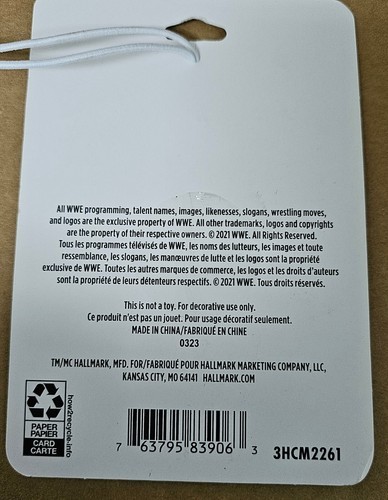 All WWE programming, talent names, images, likenesses, slogans, wrestling moves,
and logos are the exclusive property of WWE. All other trademarks, logos and copyrights
are the property of their respective owners. © 2021 WWE. All Rights Reserved.
Tous les programmes télévisés de WWE, les noms des lutteurs, les images et toute
ressemblance, les slogans, les manœuvres de lutte et les logos sont la propriété
exclusive de WWE. Toutes les autres marques de commerce, les logos et les droits d'auteurs
sont la propriété de leurs détenteurs respectifs. © 2021 WWE. Tous droits réservés.
This is not a toy. For decorative use only.
Ce produit n'est pas un jouet. Pour usage décoratif seulement.
MADE IN CHINA/FABRIQUÉ EN CHINE
0323
TM/MC HALLMARK, MFD. FOR/FABRIQUÉ POUR HALLMARK MARKETING COMPANY, LLC,
KANSAS CITY, MO 64141 HALLMARK.COM
how2recycle.info
PAPER
PAPIER
CARD
CARTE
7 63795 83906 3
3HCM2261